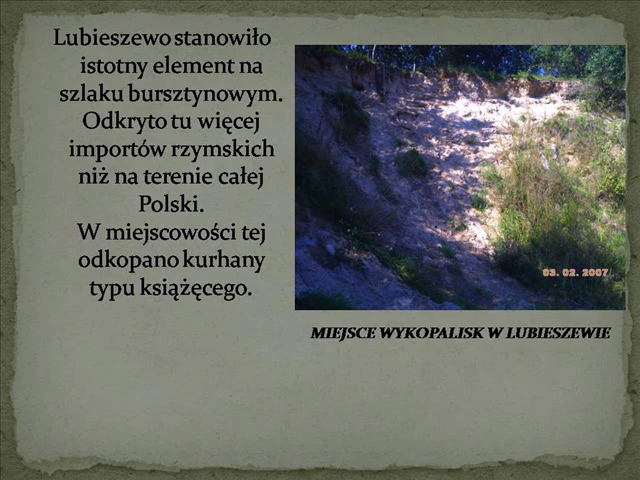 Lubieszewo stanowiło
istotny element na
szlaku bursztynowym.
Odkryto tu więcej
importów rzymskich
niż na terenie całej
Polski.
W miejscowości tej
odkopano kurhany
typu książęcego.
03. 02. 2007
MIEJSCE WYKOPALISK W LUBIESZEWIE